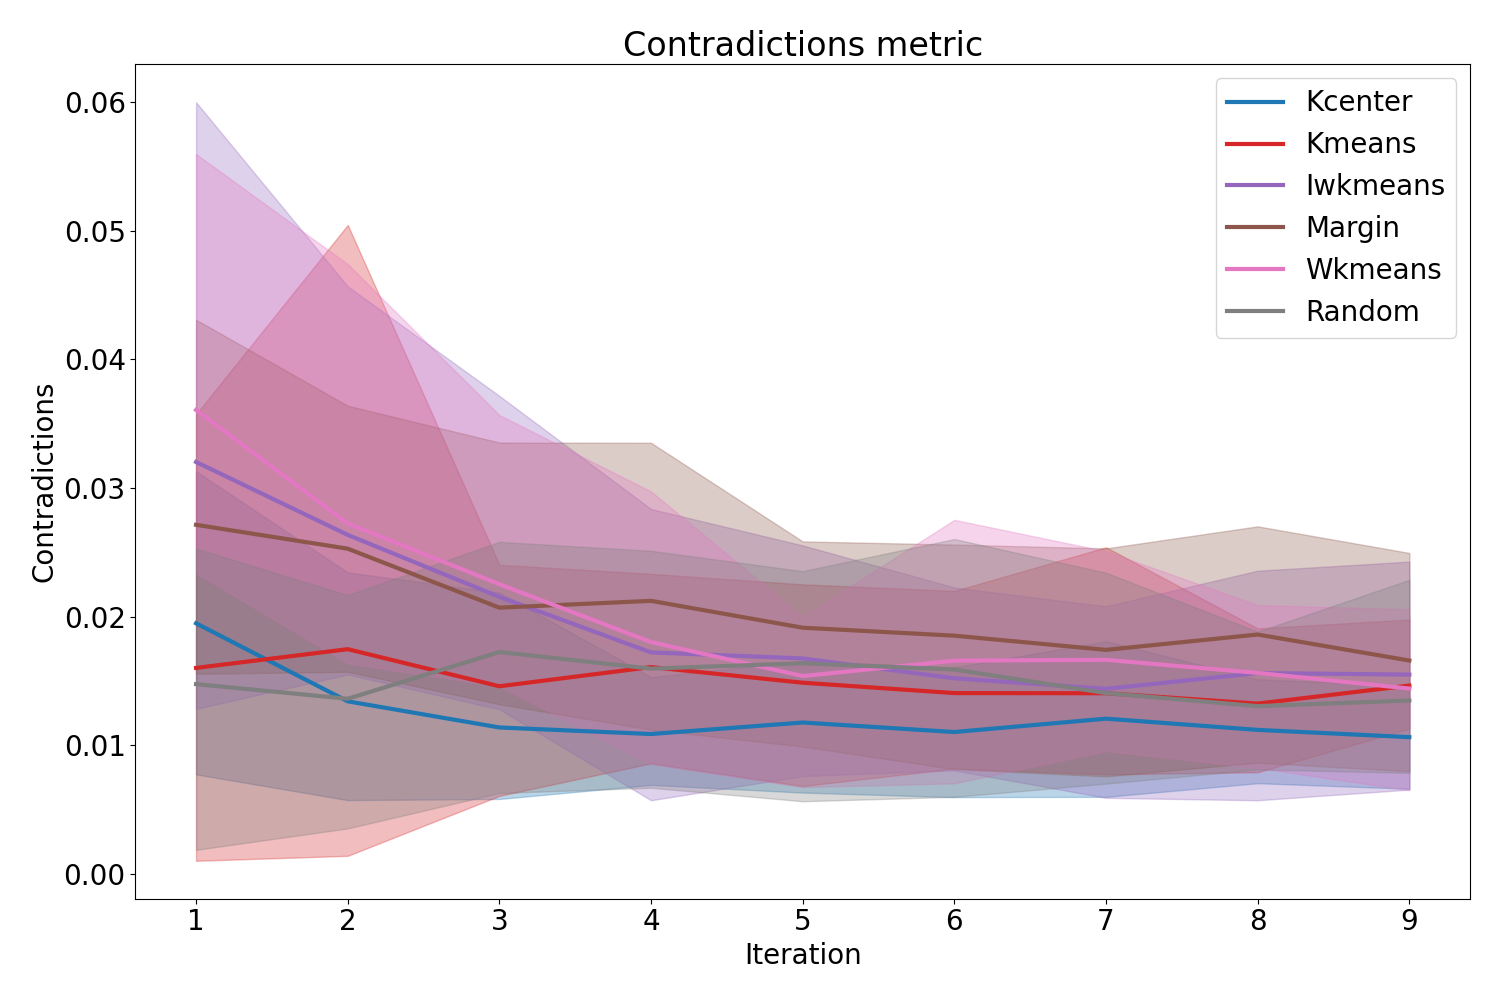 Contradictions metric
Contradictions
0.06
0.05
0.04
0.03
0.02
0.01
0.00
Kcenter
Kmeans
Iwkmeans
Margin
Wkmeans
Random
1 2 3 4 5 6 7 8 9
Iteration